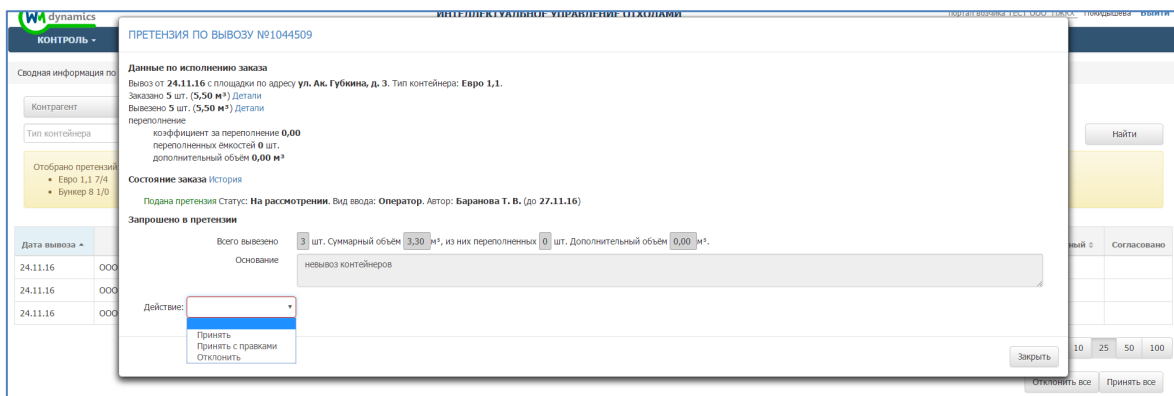 dynamics
ИНТЕЛЛЕКТУАЛЬНОЕ УПРАВЛЕНИЕ ОТХОДАМИ
КОНТРОЛЬ
ПРЕТЕНЗИЯ ПО ВЫВОЗУ №1044509
Сводная информация по
Контрагент
Тип контейнера
Найти
Отобрано претензий
Евро 1,1 7/4
Бункер 8 1/0
Данные по исполнению заказа
Вывоз от 24.11.16 с площадки по адресу ул. Ак. Губкина, д. 3. Тип контейнера: Евро 1,1.
Заказано 5 шт. (5,50 м³) Детали
Вывезено 5 шт. (5,50 м³) Детали
переполнение
коэффициент за переполнение 0,00
переполненных ёмкостей 0 шт.
дополнительный объём 0,00 м³
Состояние заказа История
Подана претензия Статус: На рассмотрении. Вид ввода: Оператор. Автор: Баранова Т. В. (до 27.11.16)
Запрошено в претензии
Всего вывезено 3 шт. Суммарный объём 3,30 м³, из них переполненных 0 шт. Дополнительный объём 0,00 м³.
Основание невывоз контейнеров
Действие:
Принять
Принять с правками
Отклонить
Закрыть
Дата вывоза ный Согласовано
24.11.16 ООО
24.11.16 ООО
24.11.16 ООО
10 25 50 100
Отклонить все Принять все